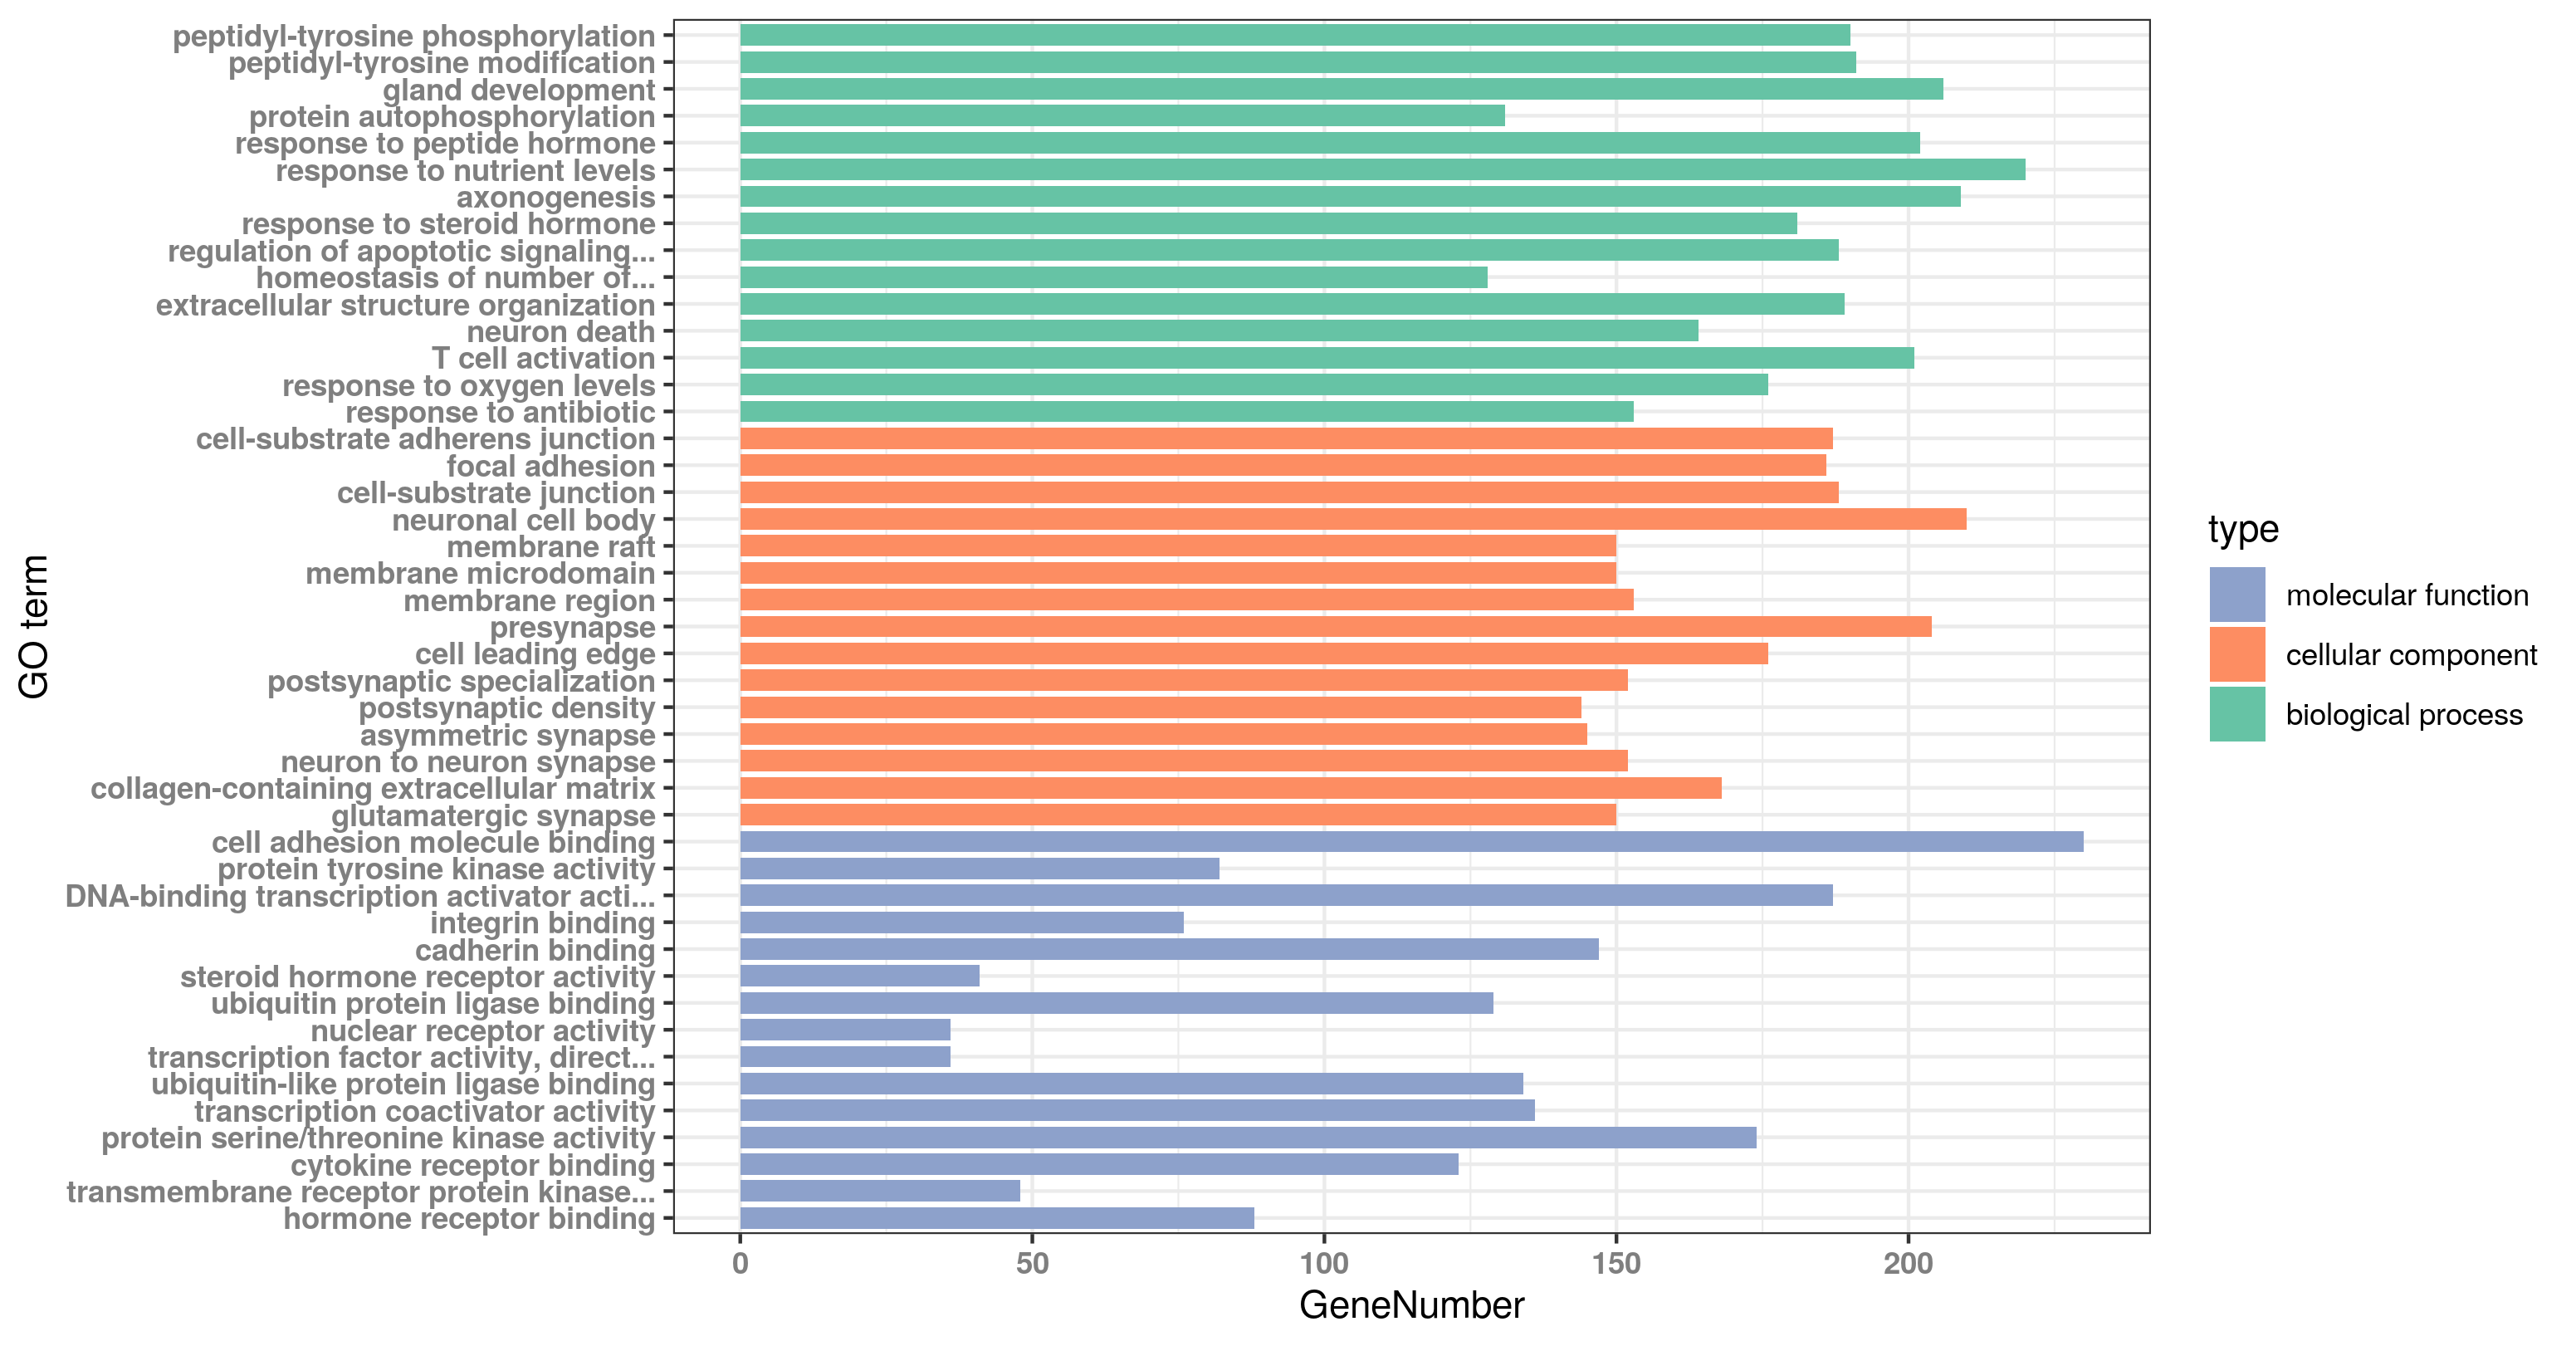 peptidyl-tyrosine phosphorylation
peptidyl-tyrosine modification
gland development
protein autophosphorylation
response to peptide hormone
response to nutrient levels
axonogenesis
response to steroid hormone
regulation of apoptotic signaling...
homeostasis of number of...
extracellular structure organization
neuron death
T cell activation
response to oxygen levels
response to antibiotic
cell-substrate adherens junction
focal adhesion
cell-substrate junction
neuronal cell body
membrane raft
membrane microdomain
membrane region
presynapse
cell leading edge
postsynaptic specialization
postsynaptic density
asymmetric synapse
neuron to neuron synapse
collagen-containing extracellular matrix
glutamatergic synapse
cell adhesion molecule binding
protein tyrosine kinase activity
DNA-binding transcription activator acti...
integrin binding
cadherin binding
steroid hormone receptor activity
ubiquitin protein ligase binding
nuclear receptor activity
transcription factor activity, direct...
ubiquitin-like protein ligase binding
transcription coactivator activity
protein serine/threonine kinase activity
cytokine receptor binding
transmembrane receptor protein kinase...
hormone receptor binding
GO term
0 50 100 150 200
GeneNumber
type
molecular function
cellular component
biological process